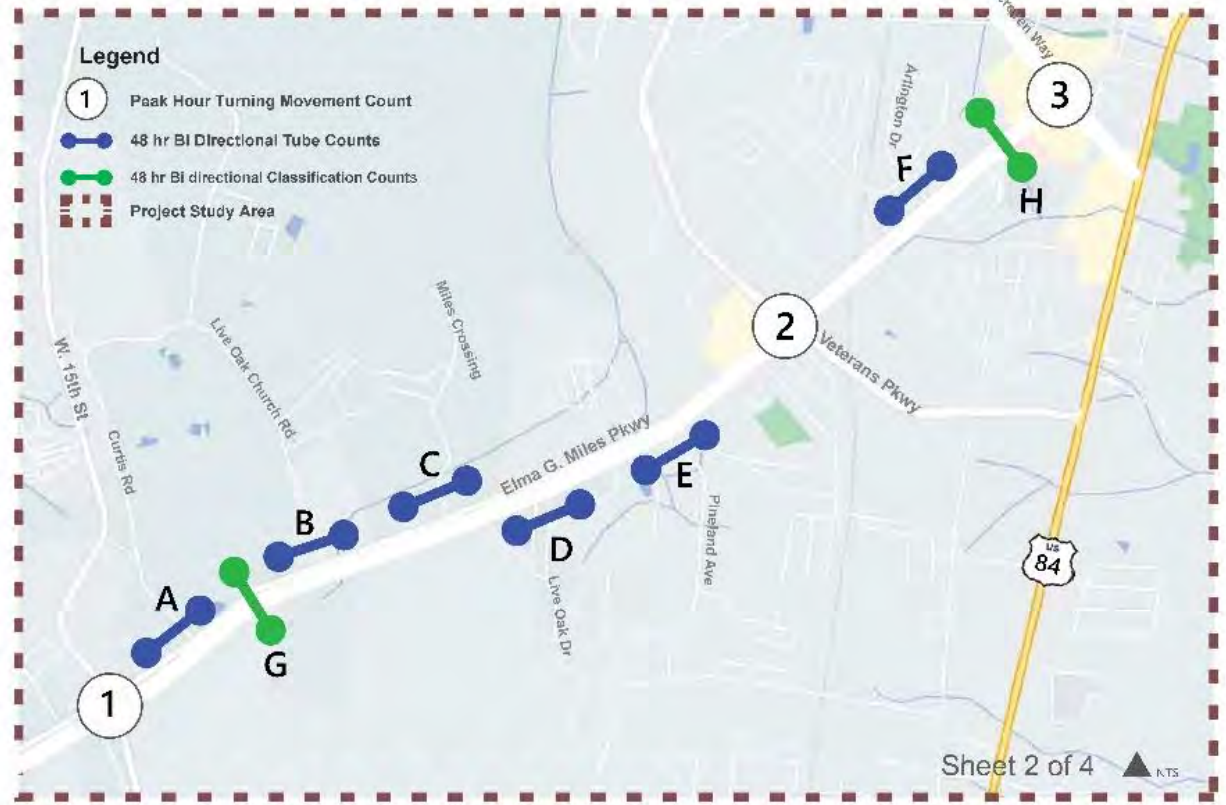 Legend
1
Peak Hour Turning Movement Count
48 hr Bi Directional Tube Counts
48 hr Bi directional Classification Counts
Project Study Area
Way
3
Arlington Dr
F
H
Miles Crossing
Live Oak Church Rd
2
W. 15th St
Veterans Pkwy
Curtis Rd
C
Elma G. Miles Pkwy
E
B
D
Pineland Ave
US
84
A
Live Oak Dr
G
1
Sheet 2 of 4
NTS